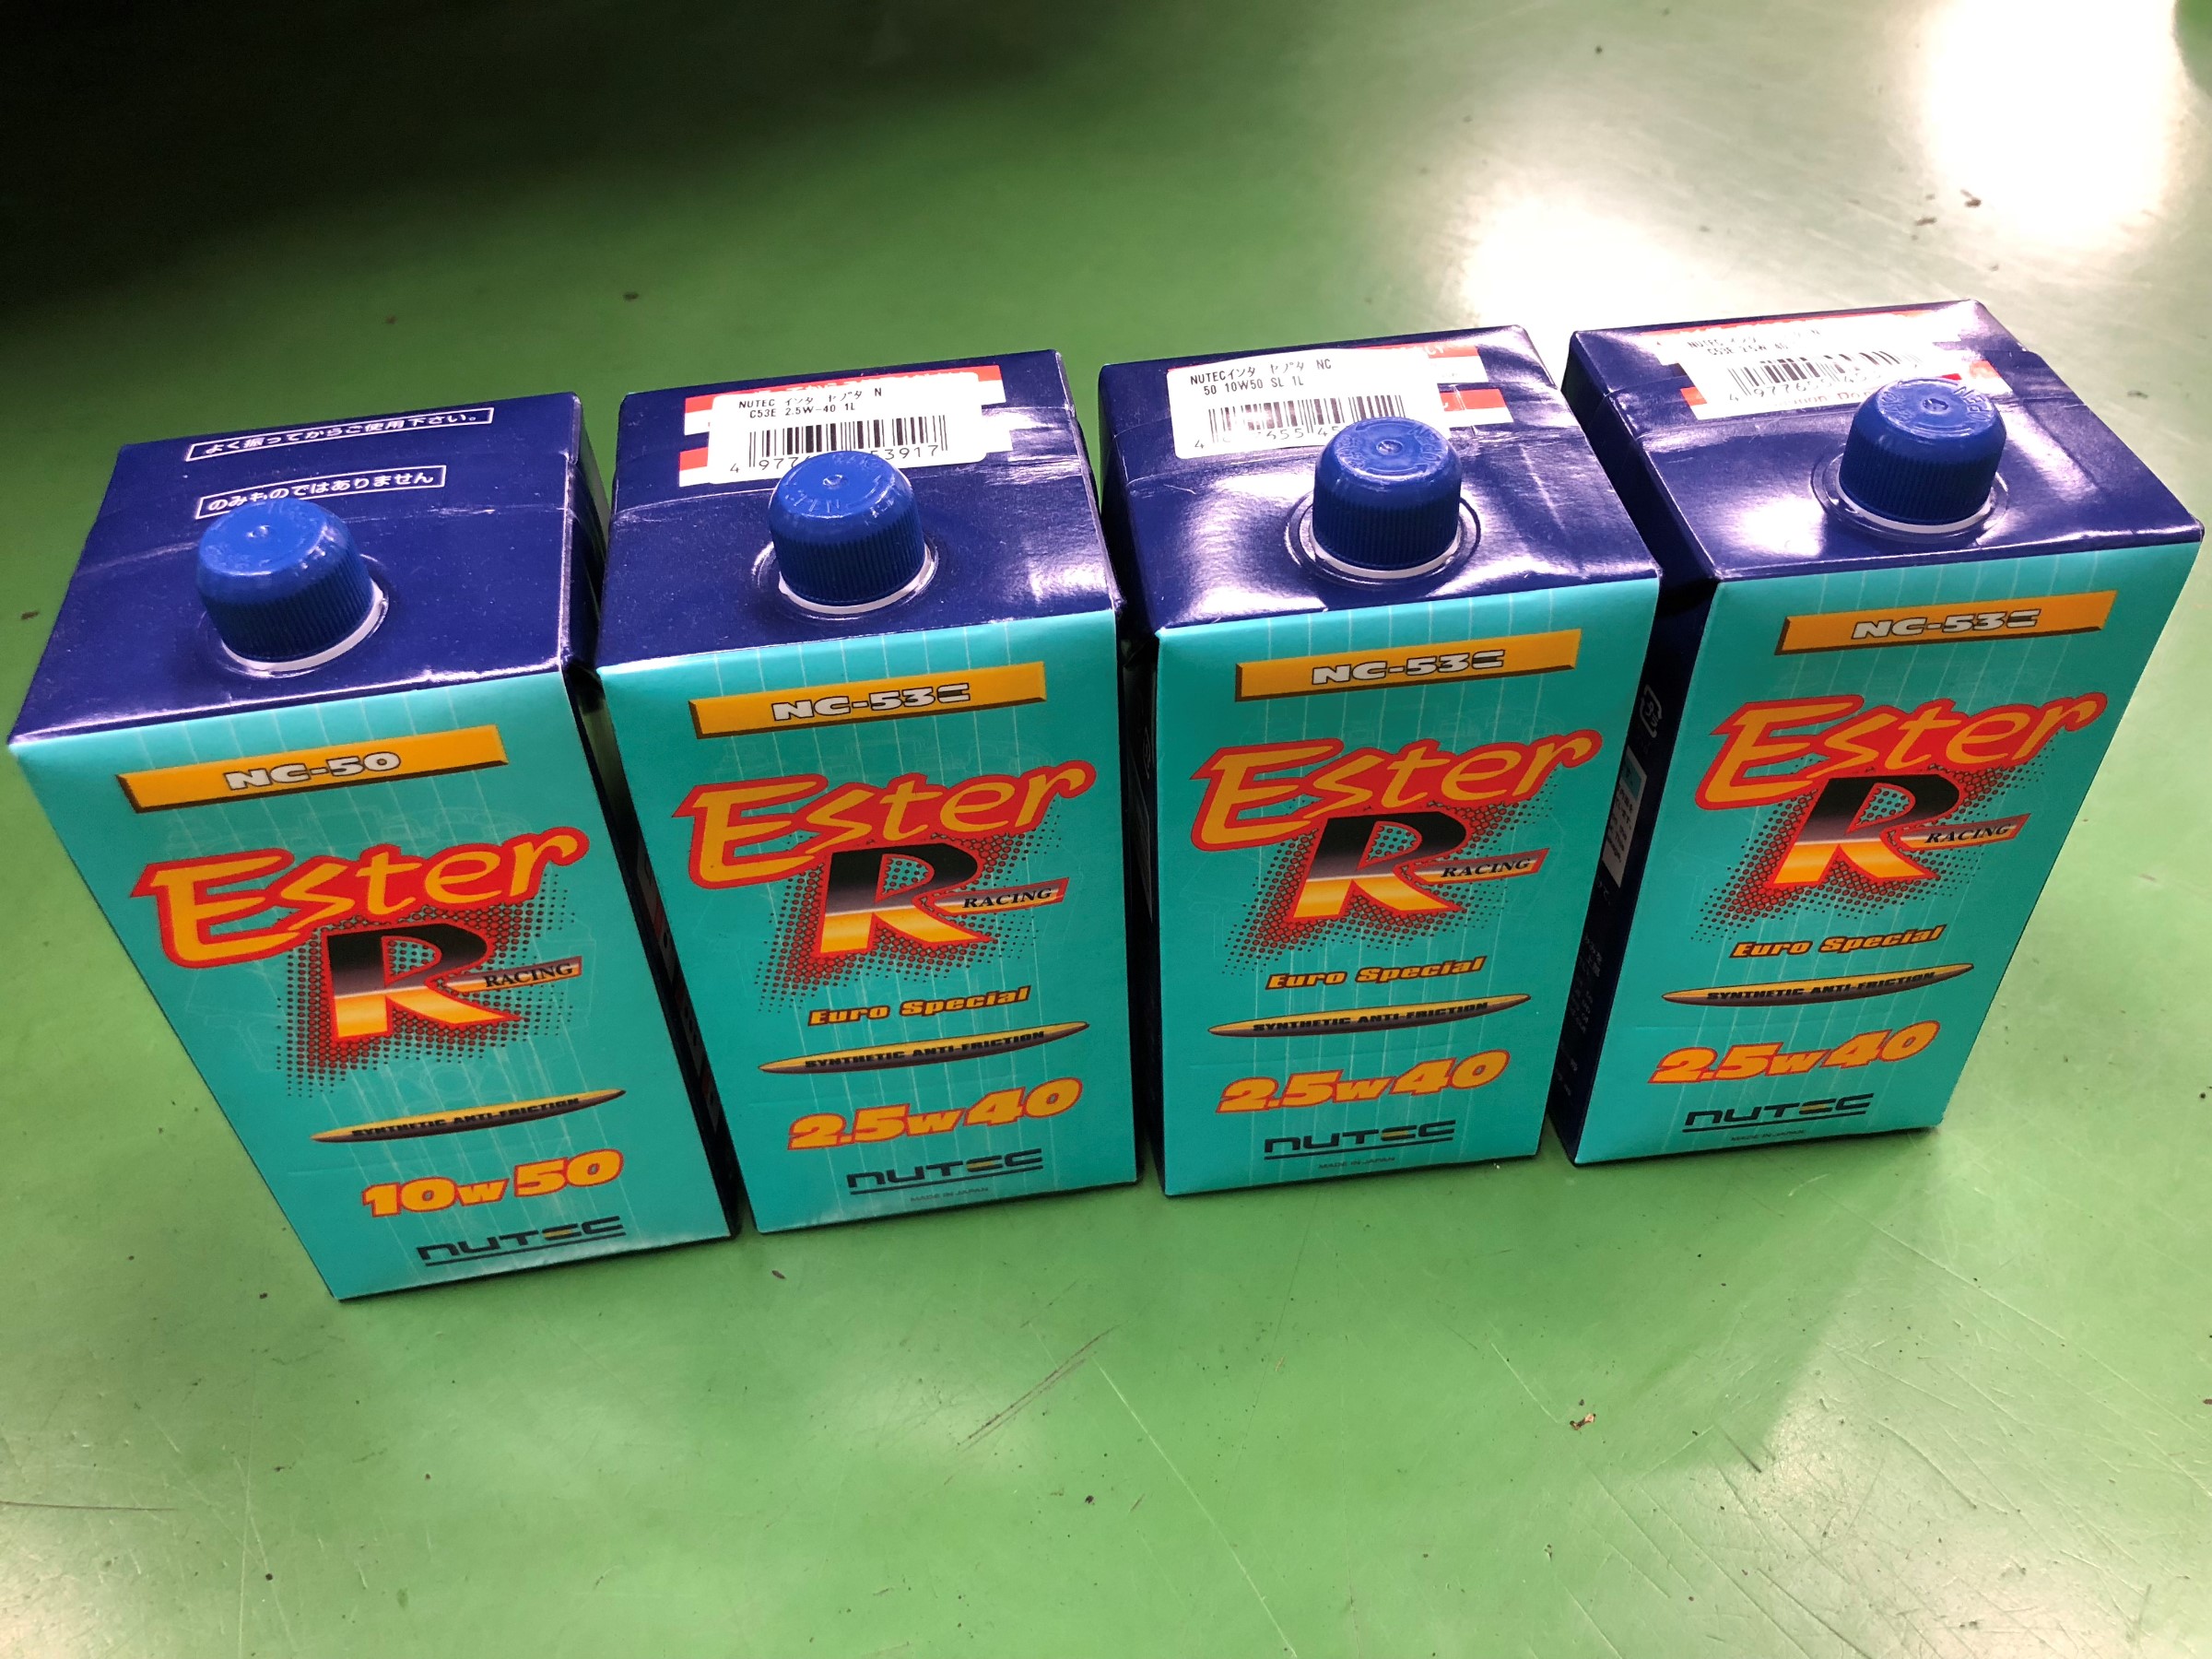 よく振ってからご使用下さい。
のみものではありません
NC-50
Ester
R RACING
SYNTHETIC ANTI-FRICTION
10w50
NUTEC
NUTEC インタ ヤプタ N
C53E 2.5W-40 1L
NC-53E
Ester
R RACING
Euro Special
SYNTHETIC ANTI-FRICTION
2.5w40
NUTEC
MADE IN JAPAN
NUTECインタ ヤプタ NC
50 10W50 SL 1L
NC-53E
Ester
R RACING
Euro Special
SYNTHETIC ANTI-FRICTION
2.5w40
NUTEC
MADE IN JAPAN
C53E 2.5W-40
NC-53E
Ester
R RACING
Euro Special
SYNTHETIC ANTI-FRICTION
2.5w40
NUTEC
MADE IN JAPAN